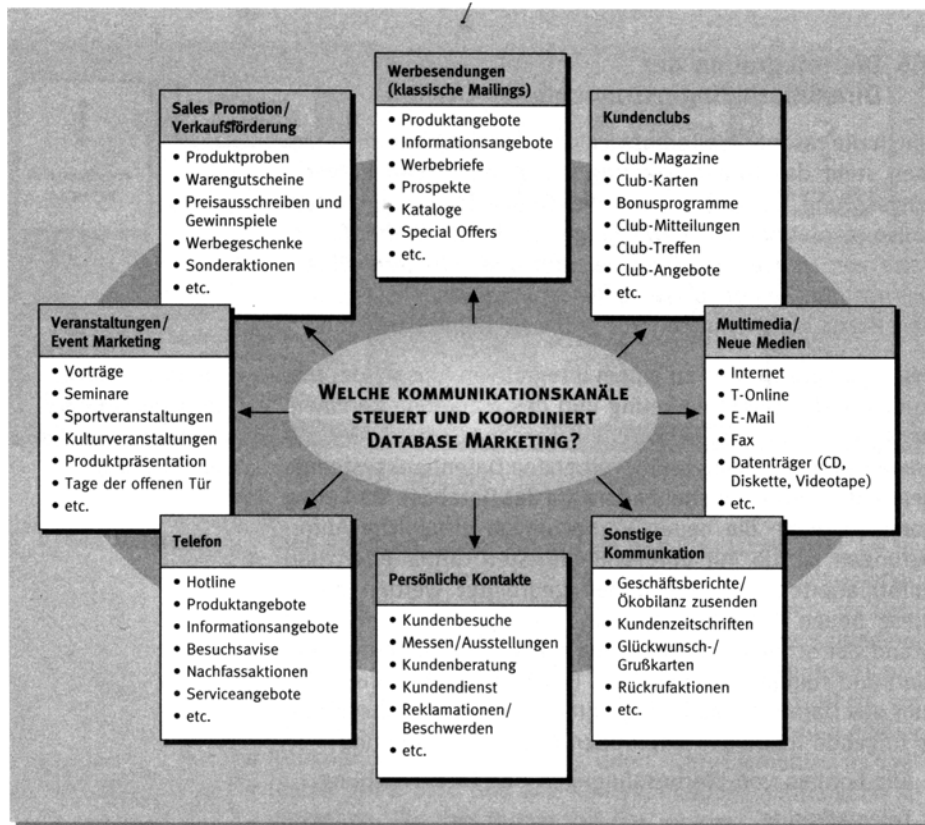 Werbesendungen
(klassische Mailings)
• Produktangebote
• Informationsangebote
• Werbebriefe
• Prospekte
• Kataloge
• Special Offers
• etc.
Sales Promotion/
Verkaufsförderung
• Produktproben
• Warengutscheine
• Preisausschreiben und
Gewinnspiele
• Werbegeschenke
• Sonderaktionen
• etc.
Kundenclubs
• Club-Magazine
• Club-Karten
• Bonusprogramme
• Club-Mitteilungen
• Club-Treffen
• Club-Angebote
• etc.
Veranstaltungen/
Event Marketing
• Vorträge
• Seminare
• Sportveranstaltungen
• Kulturveranstaltungen
• Produktpräsentation
• Tage der offenen Tür
• etc.
WELCHE KOMMUNIKATIONSKANÄLE
STEUERT UND KOORDINIERT
DATABASE MARKETING?
Multimedia/
Neue Medien
• Internet
• T-Online
• E-Mail
• Fax
• Datenträger (CD,
Diskette, Videotape)
• etc.
Telefon
• Hotline
• Produktangebote
• Informationsangebote
• Besuchsavise
• Nachfassaktionen
• Serviceangebote
• etc.
Persönliche Kontakte
• Kundenbesuche
• Messen/Ausstellungen
• Kundenberatung
• Kundendienst
• Reklamationen/
Beschwerden
• etc.
Sonstige
Kommunkation
• Geschäftsberichte/
Ökobilanz zusenden
• Kundenzeitschriften
• Glückwunsch-/
Grußkarten
• Rückrufaktionen
• etc.